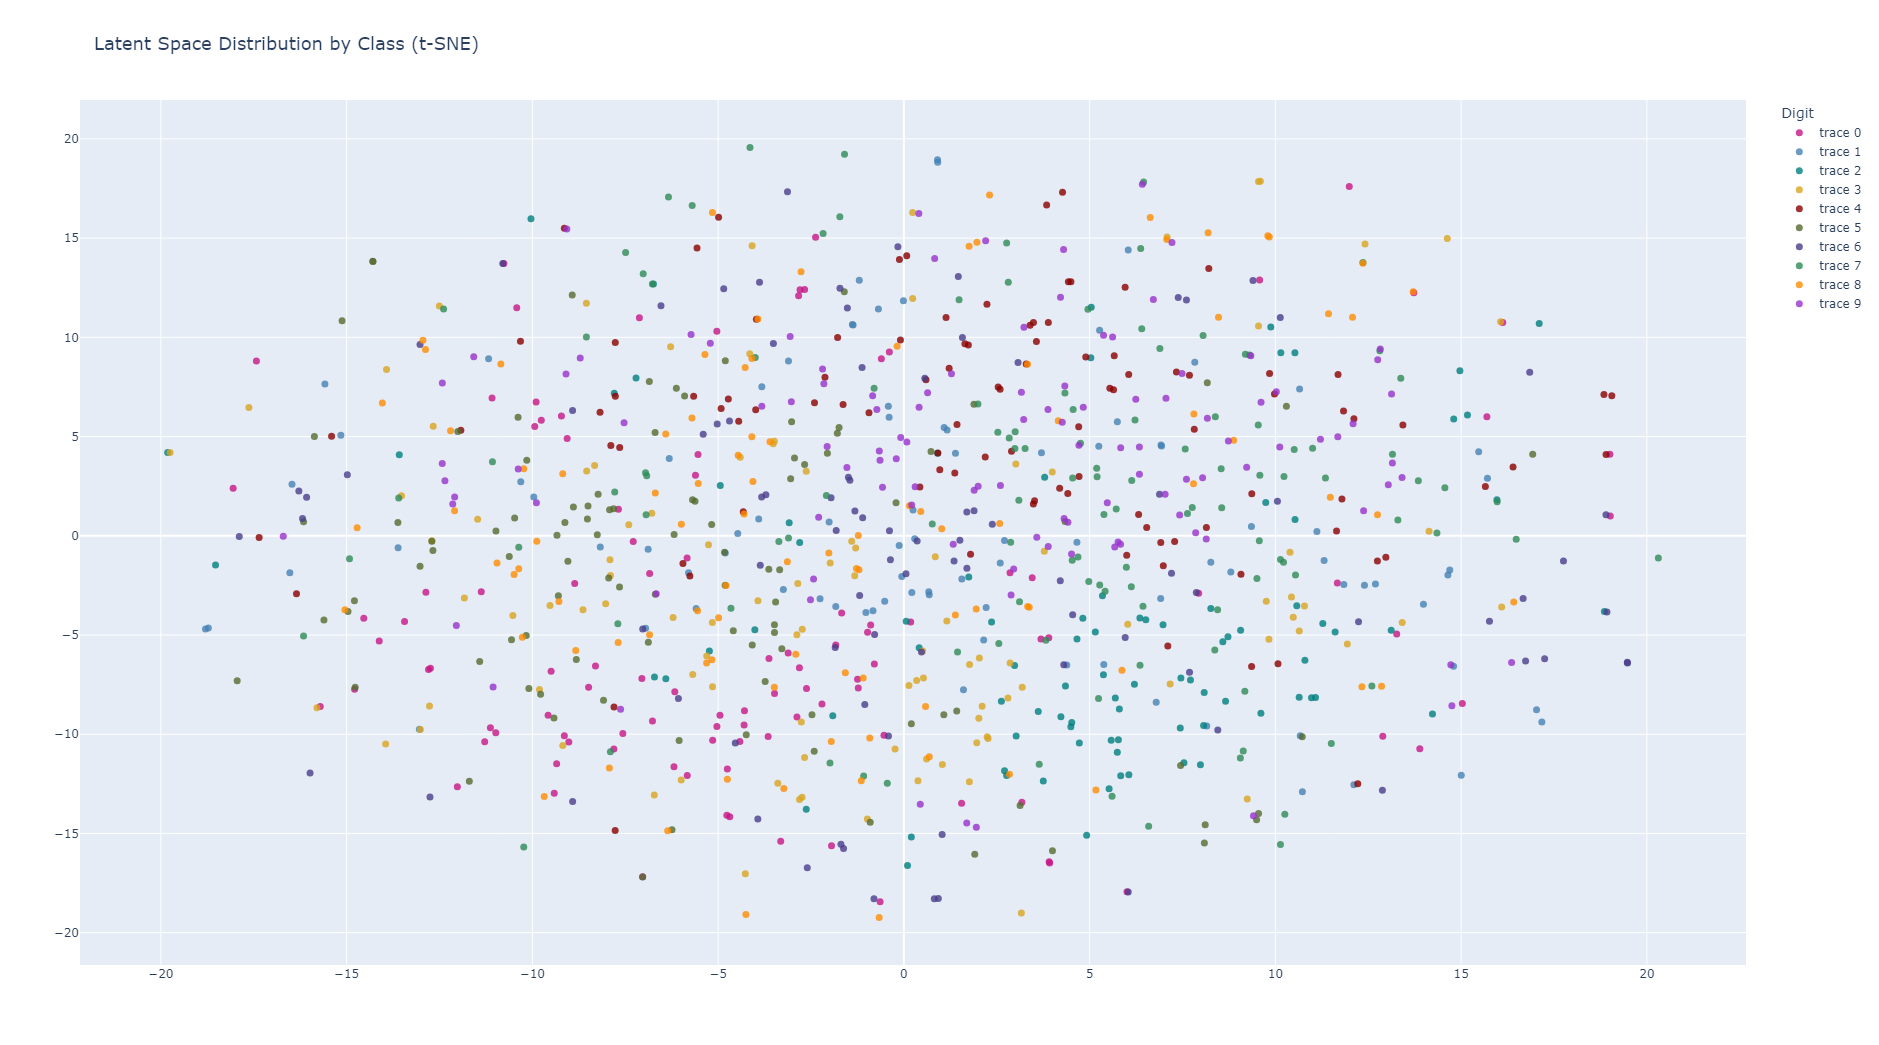 Latent Space Distribution by Class (t-SNE)
Digit
trace 0
trace 1
trace 2
trace 3
trace 4
trace 5
trace 6
trace 7
trace 8
trace 9
20
15
10
5
0
−5
−10
−15
−20
−20 −15 −10 −5 0 5 10 15 20